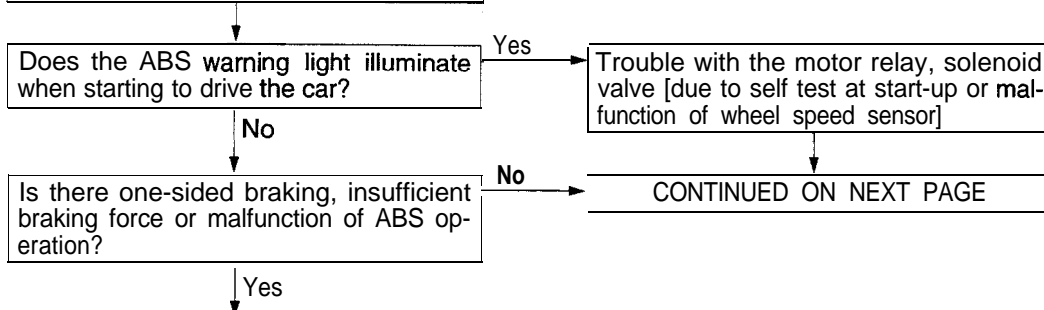 Does the ABS warning light illuminate
when starting to drive the car?
Yes
Trouble with the motor relay, solenoid
valve [due to self test at start-up or mal-
function of wheel speed sensor]
No
Is there one-sided braking, insufficient
braking force or malfunction of ABS op-
eration?
No
CONTINUED ON NEXT PAGE
Yes